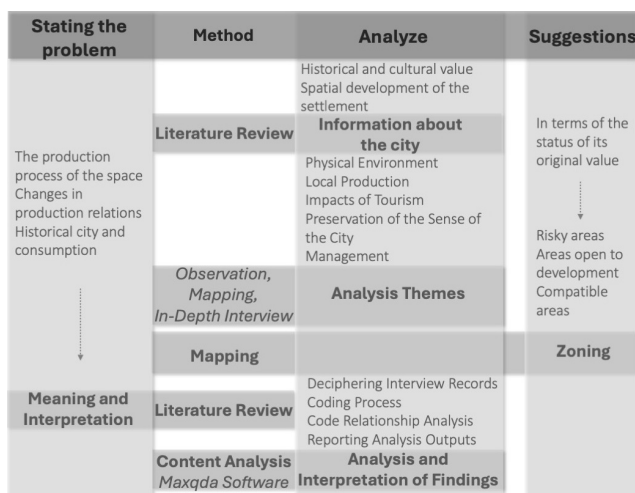 Stating the
problem
Method
Analyze
Suggestions
Historical and cultural value
Spatial development of the
settlement
Literature Review
Information about
the city
In terms of the
status of its
original value
The production
process of the space
Changes in
production relations
Historical city and
consumption
Physical Environment
Local Production
Impacts of Tourism
Preservation of the Sense of
the City
Management
Risky areas
Areas open to
development
Compatible
areas
Observation,
Mapping,
In-Depth Interview
Analysis Themes
Mapping
Zoning
Meaning and
Interpretation
Literature Review
Deciphering Interview Records
Coding Process
Code Relationship Analysis
Reporting Analysis Outputs
Content Analysis
Maxqda Software
Analysis and
Interpretation of Findings